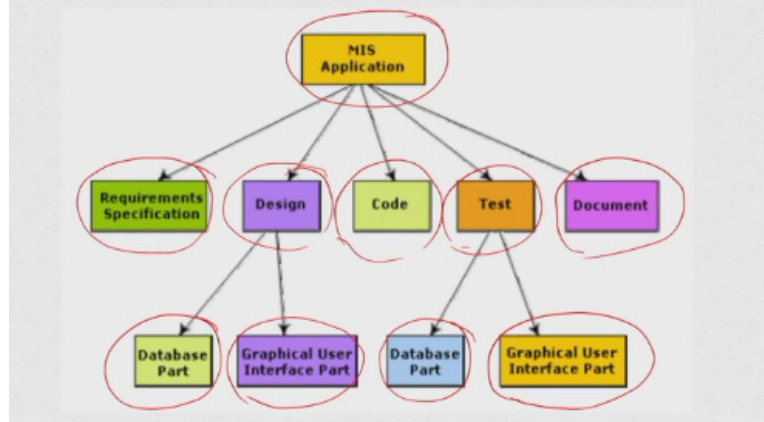 MIS
Application
Requirements
Specification
Design
Code
Test
Document
Database
Part
Graphical User
Interface Part
Database
Part
Graphical User
Interface Part